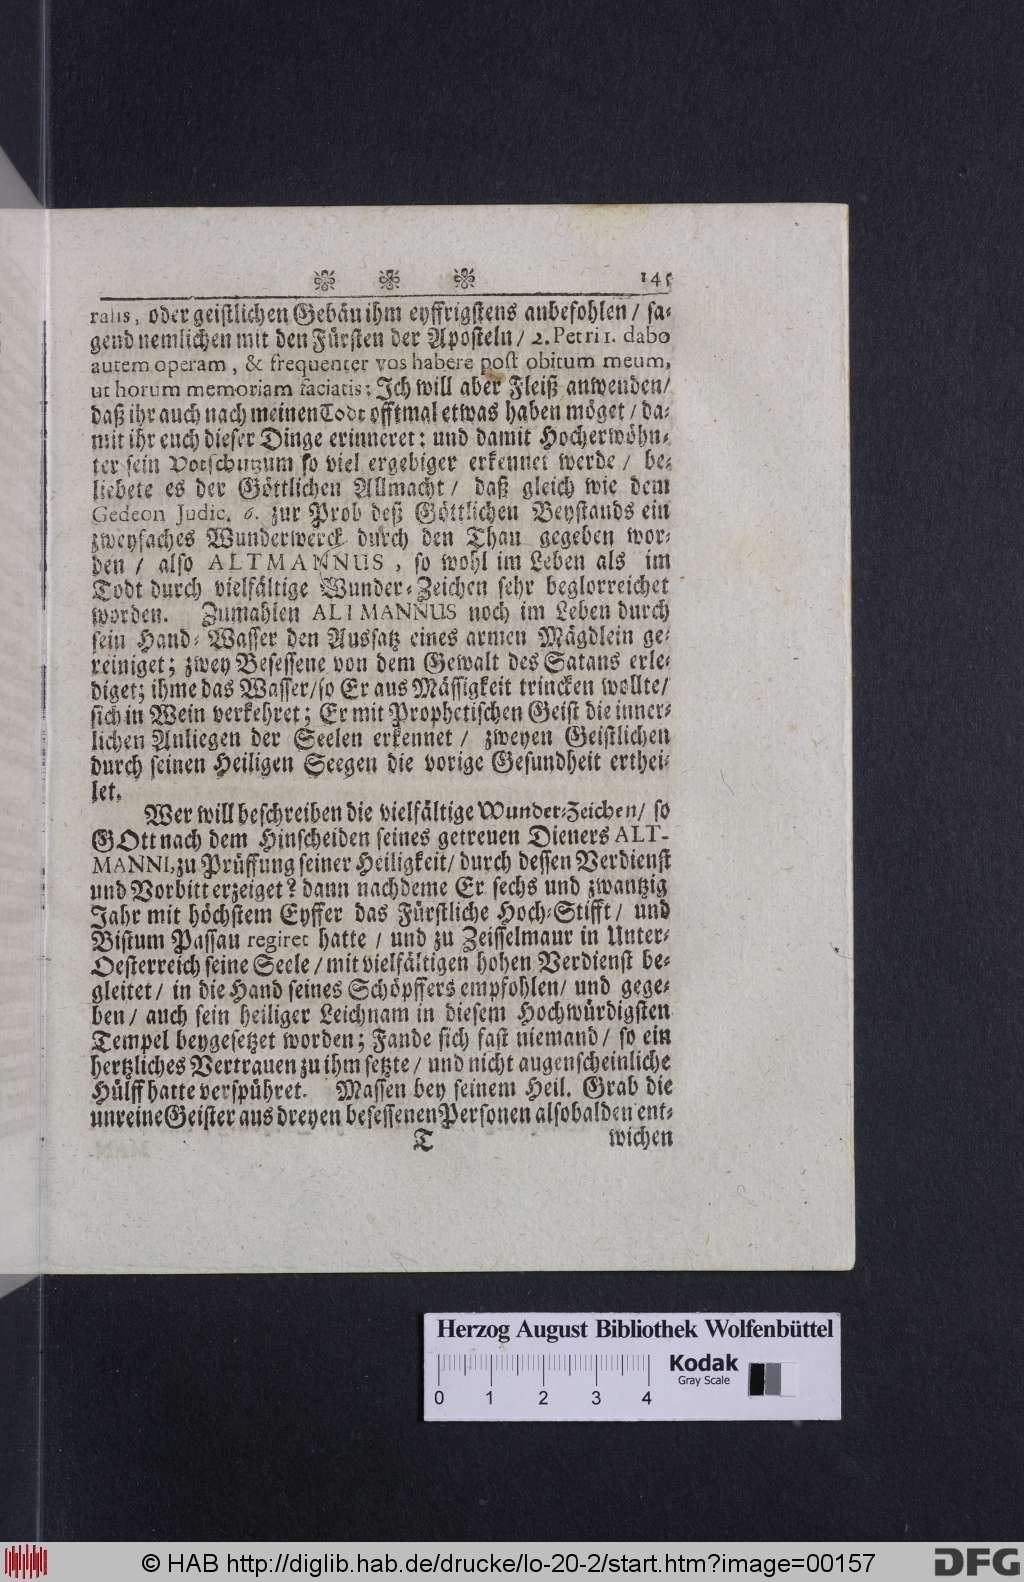 145
ralis, oder geistlichen Gebäu ihm eyffrigstens anbefohlen / sa-
gend nemlichen mit den Fürsten der Aposteln / 2. Petri 1. dabo
autem operam, & frequenter vos habere post obitum meum,
ut horum memoriam faciatis: Ich will aber Fleiß anwenden /
daß ihr auch nach meinen Todt offtmal etwas haben möget / da-
mit ihr euch dieser Dinge erinneret: und damit Hocherwöhn-
ter sein Votschutzum so viel ergebiger erkennet werde / be-
liebete es der Göttlichen Allmacht / daß gleich wie dem
Gedeon Judic. 6. zur Prob deß Göttlichen Beystands ein
zweyfaches Wunderwerck durch den Thau gegeben wor-
den / also ALTMANNUS, so wohl im Leben als im
Todt durch vielfältige Wunder-Zeichen sehr beglorreichet
worden. Zumahlen ALTMANNUS noch im Leben durch
sein Hand-Wasser den Aussatz eines armen Mägdlein ge-
reiniget; zwey Besessene von dem Gewalt des Satans erle-
diget; ihme das Wasser / so Er aus Mässigkeit trincken wollte /
sich in Wein verkehret; Er mit Prophetischen Geist die inner-
lichen Anliegen der Seelen erkennet / zweyen Geistlichen
durch seinen Heiligen Seegen die vorige Gesundheit erthei-
let.
Wer will beschreiben die vielfältige Wunder-Zeichen / so
GOtt nach dem Hinscheiden seines getreuen Dieners ALT-
MANNI, zu Prüffung seiner Heiligkeit / durch dessen Verdienst
und Vorbitt erzeiget? dann nachdeme Er sechs und zwantzig
Jahr mit höchstem Eyffer das Fürstliche Hoch-Stifft / und
Bistum Passau regiret hatte / und zu Zeisselmaur in Unter-
Oesterreich seine Seele / mit vielfältigen hohen Verdienst be-
gleitet / in die Hand seines Schöpffers empfohlen / und gege-
ben / auch sein heiliger Leichnam in diesem Hochwürdigsten
Tempel beygesetzet worden; Fande sich fast niemand / so ein
hertzliches Vertrauen zu ihm setzte / und nicht augenscheinliche
Hülff hatte verspühret. Massen bey seinem Heil. Grab die
unreine Geister aus dreyen besessenen Personen alsobalden ent-
T wichen
Herzog August Bibliothek Wolfenbüttel
Kodak
Gray Scale
0 1 2 3 4
© HAB http://diglib.hab.de/drucke/lo-20-2/start.htm?image=00157
DFG